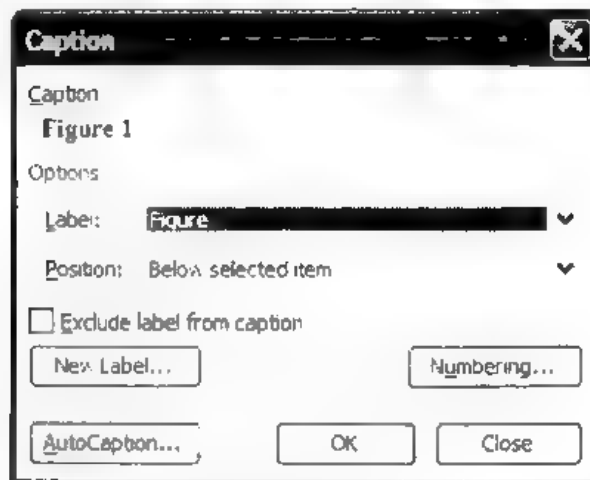 Caption
Caption
Figure 1
Options
Label: Figure
Position: Below selected item
Exclude label from caption
New Label... Numbering...
AutoCaption... OK Close